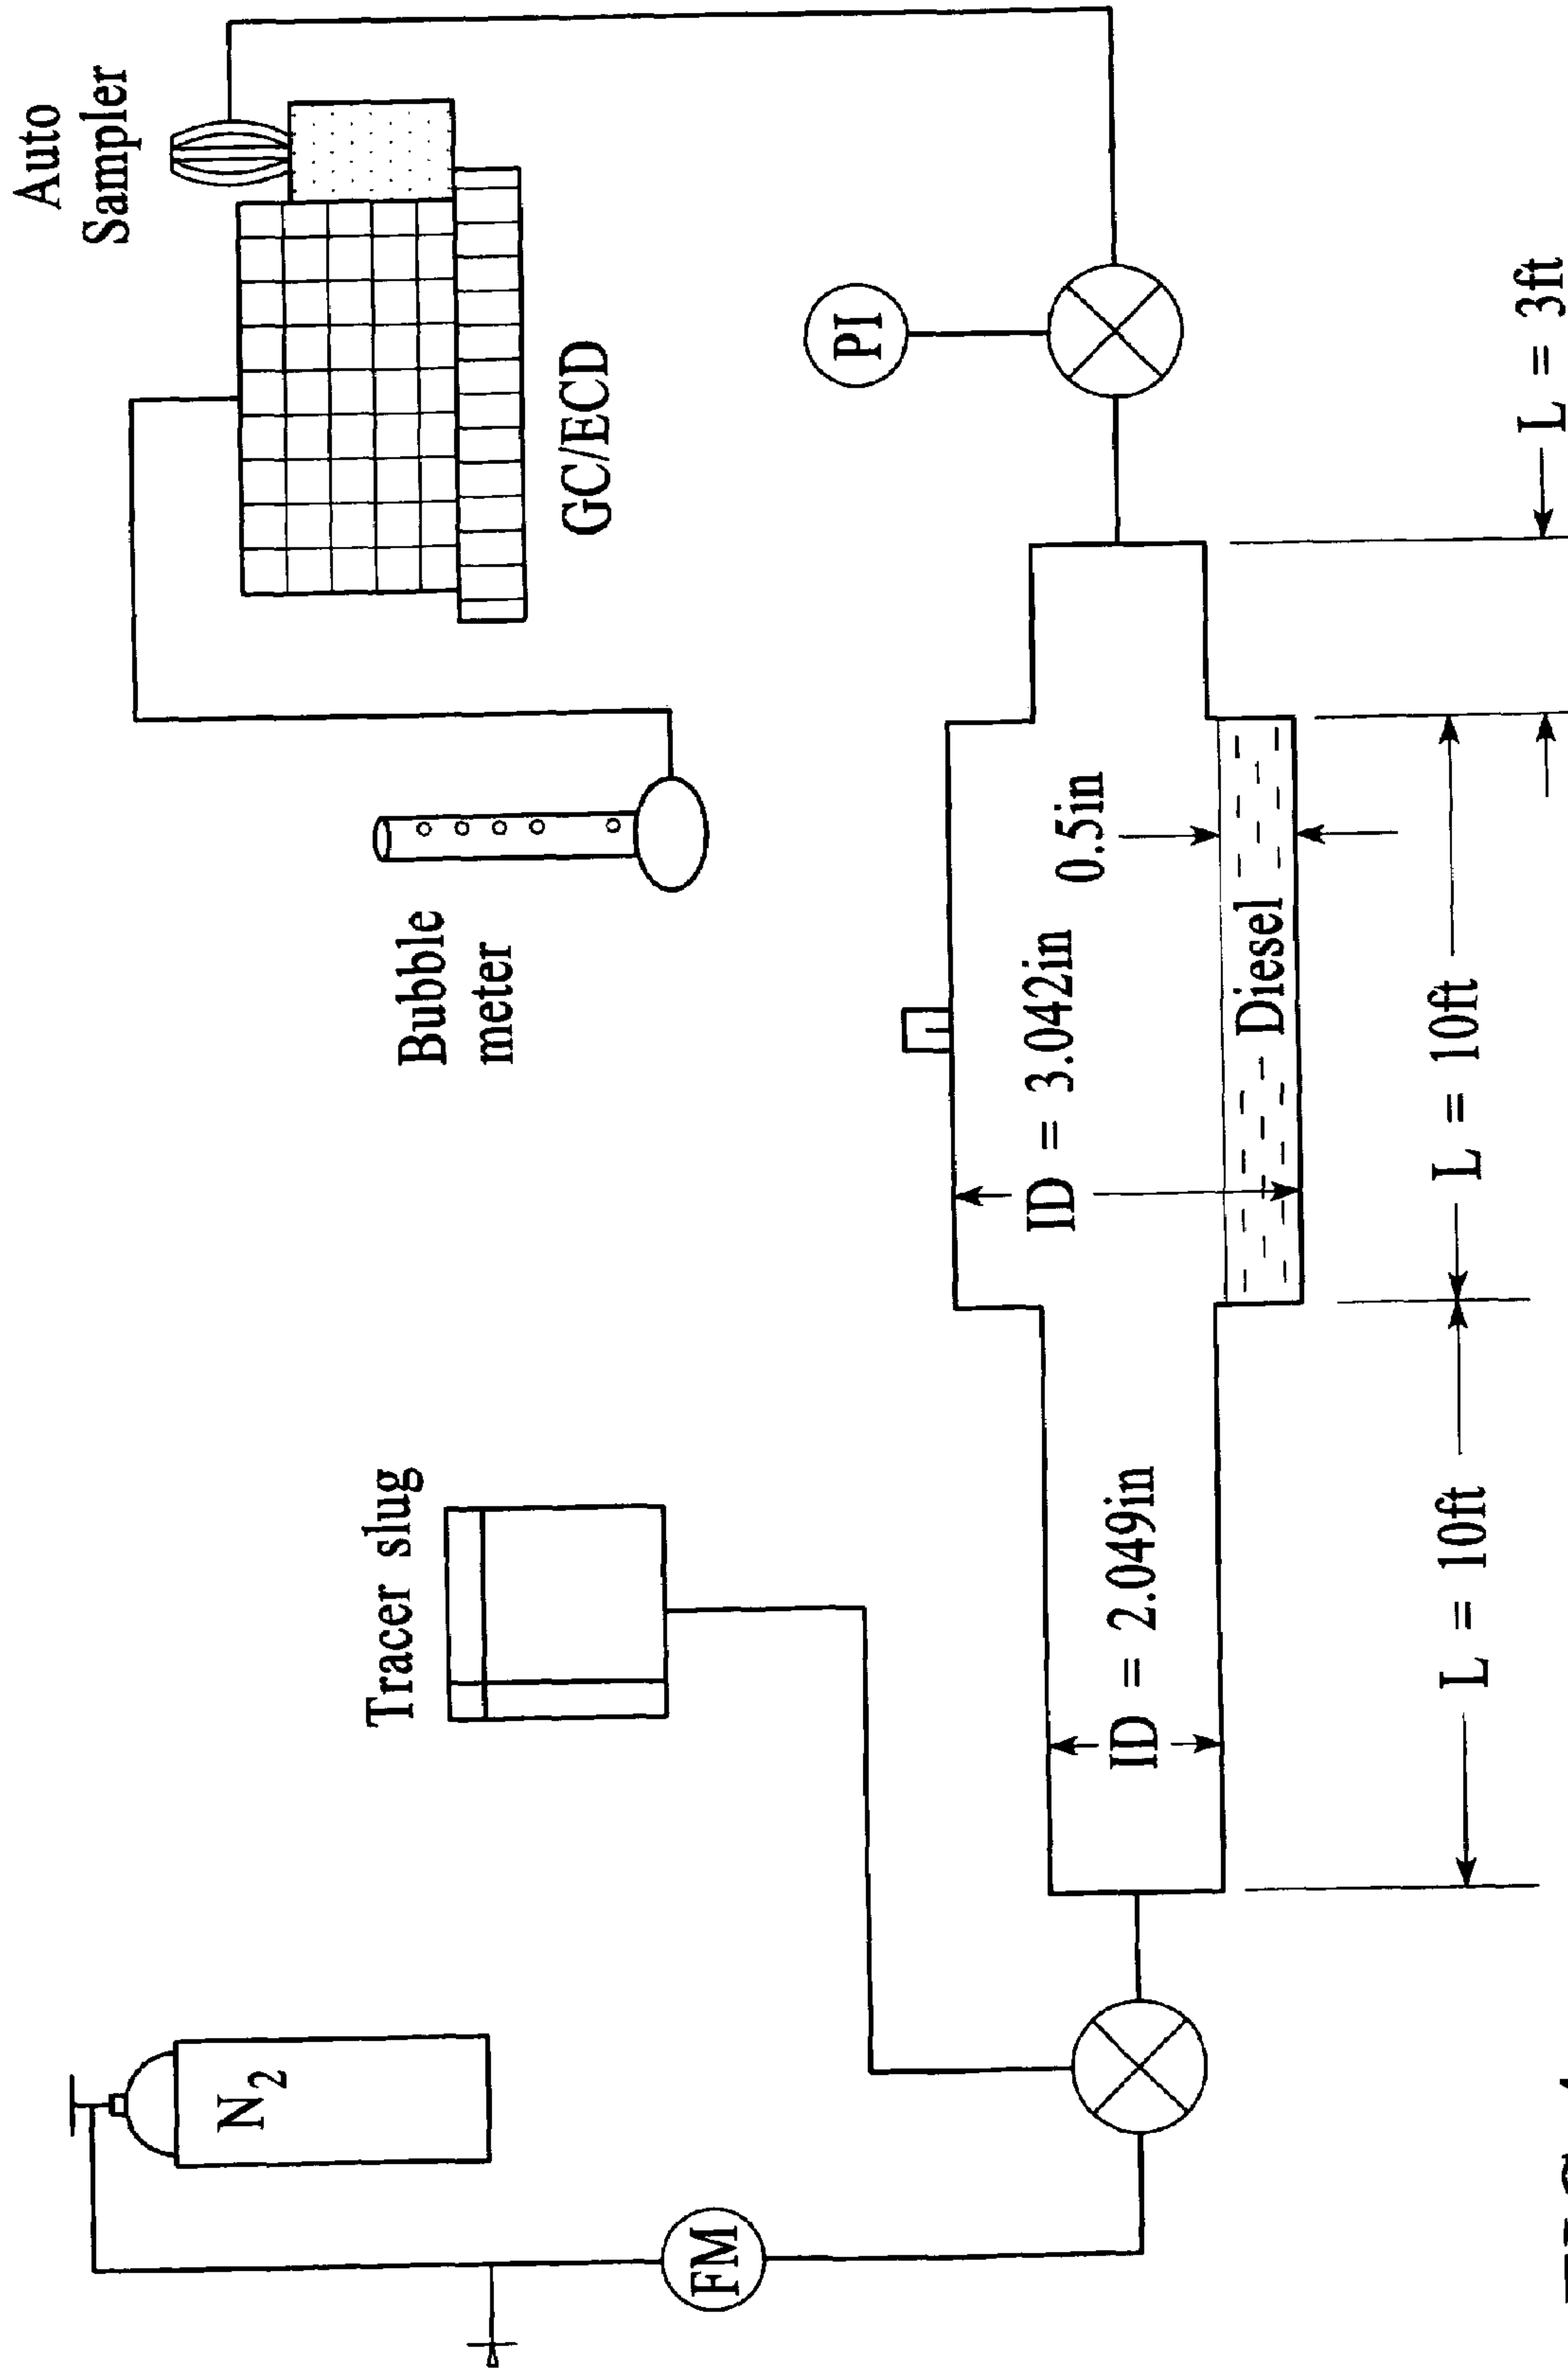 N2
FM
Tracer slug
Bubble
meter
Auto
Sampler
GC/ECD
PI
ID = 2.049in
ID = 3.042in
0.5in
Diesel
L = 10ft
L = 10ft
L = 3ft